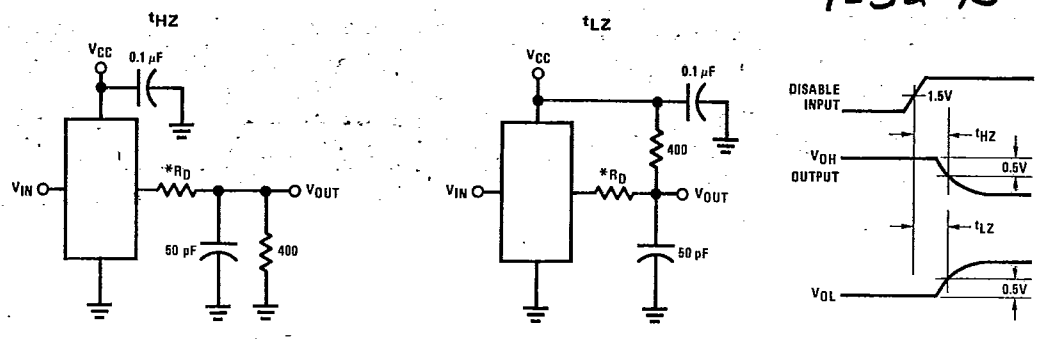 tHZ
VCC
0.1 µF
VIN
*RD
VOUT
50 pF
400
tLZ
VCC
0.1 µF
400
VIN
*RD
VOUT
50 pF
DISABLE
INPUT
1.5V
tHZ
VOH
OUTPUT
0.5V
tLZ
VOL
0.5V